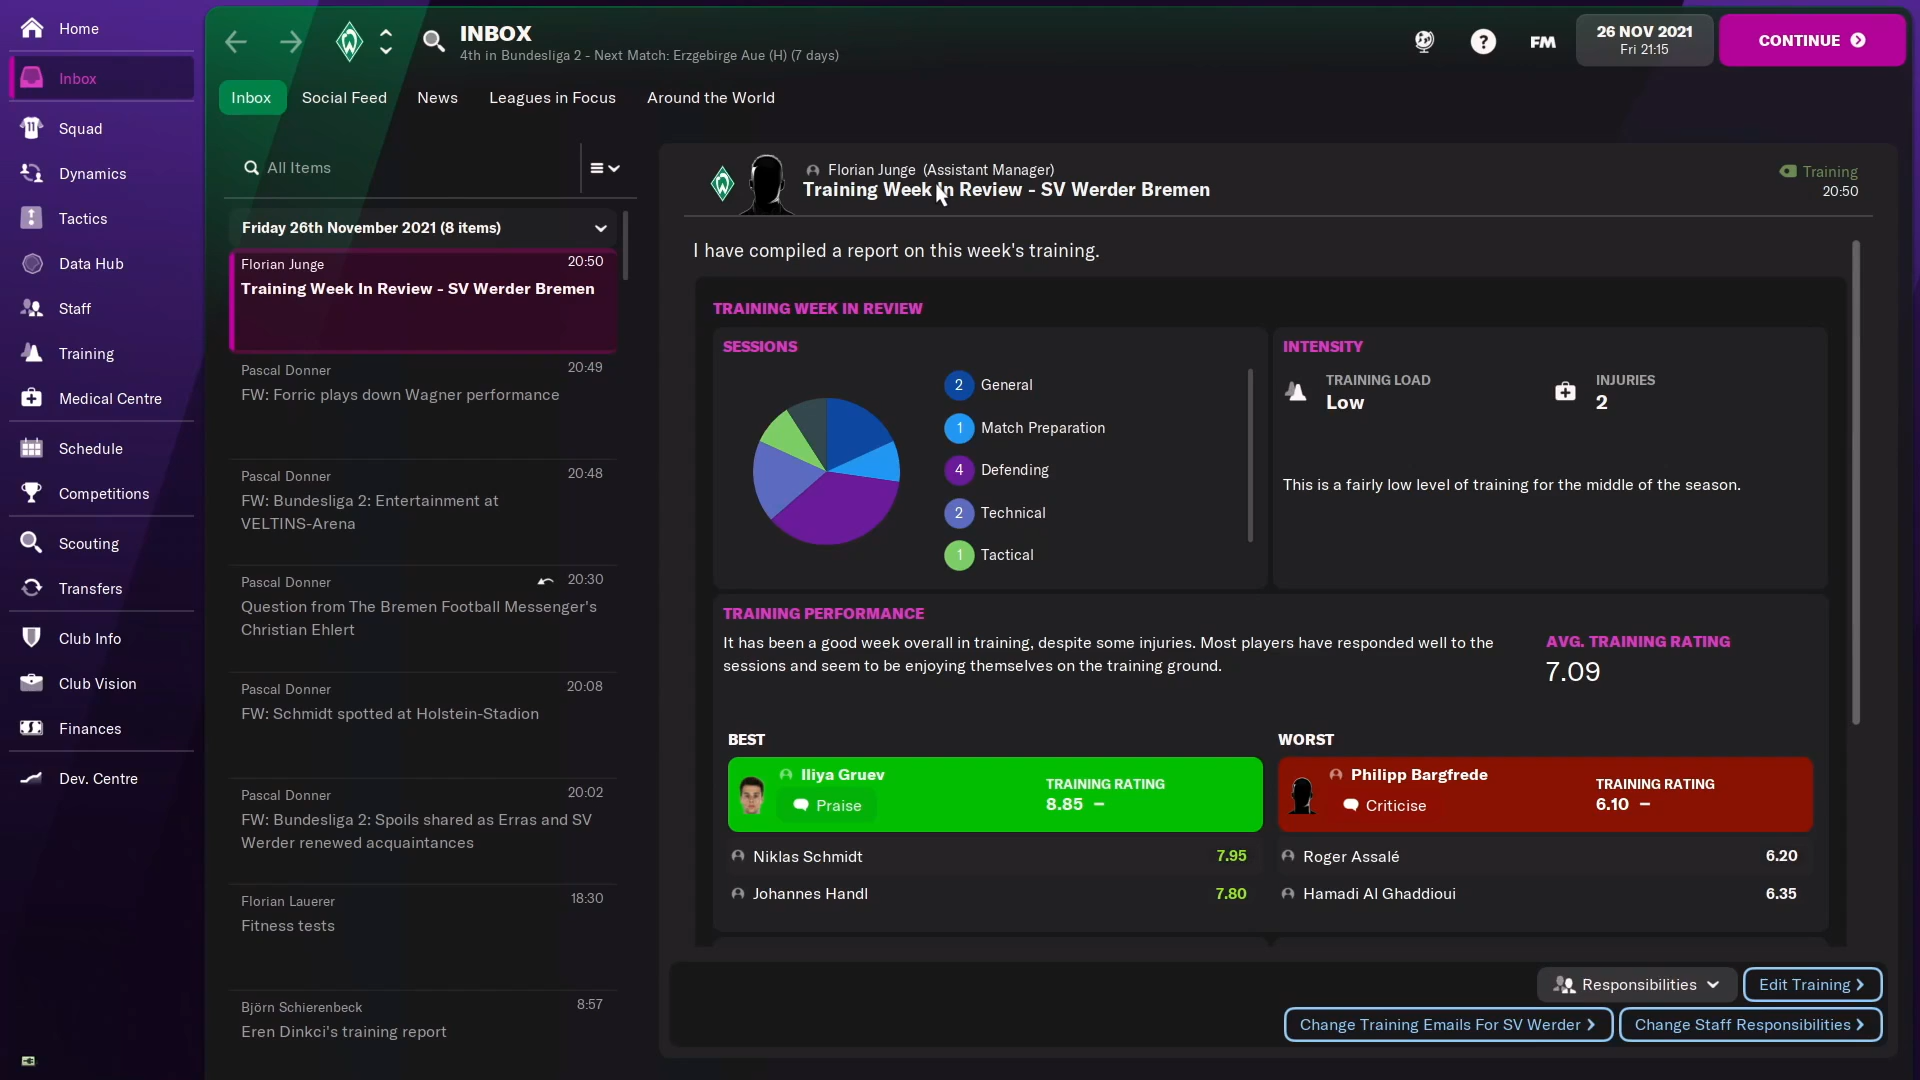 Home
Inbox
Squad
Dynamics
Tactics
Data Hub
Staff
Training
Medical Centre
Schedule
Competitions
Scouting
Transfers
Club Info
Club Vision
Finances
Dev. Centre
INBOX
4th in Bundesliga 2 - Next Match: Erzgebirge Aue (H) (7 days)
FM
26 NOV 2021
Fri 21:15
CONTINUE
Inbox
Social Feed
News
Leagues in Focus
Around the World
All Items
Friday 26th November 2021 (8 items)
Florian Junge 20:50
Training Week In Review - SV Werder Bremen
Pascal Donner 20:49
FW: Forric plays down Wagner performance
Pascal Donner 20:48
FW: Bundesliga 2: Entertainment at
VELTINS-Arena
Pascal Donner 20:30
Question from The Bremen Football Messenger's
Christian Ehlert
Pascal Donner 20:08
FW: Schmidt spotted at Holstein-Stadion
Pascal Donner 20:02
FW: Bundesliga 2: Spoils shared as Erras and SV
Werder renewed acquaintances
Florian Lauerer 18:30
Fitness tests
Björn Schierenbeck 8:57
Eren Dinkci's training report
Florian Junge (Assistant Manager)
Training Week In Review - SV Werder Bremen
Training
20:50
I have compiled a report on this week's training.
TRAINING WEEK IN REVIEW
SESSIONS
2 General
1 Match Preparation
4 Defending
2 Technical
1 Tactical
INTENSITY
TRAINING LOAD
Low
INJURIES
2
This is a fairly low level of training for the middle of the season.
TRAINING PERFORMANCE
It has been a good week overall in training, despite some injuries. Most players have responded well to the
sessions and seem to be enjoying themselves on the training ground.
AVG. TRAINING RATING
7.09
BEST
Iliya Gruev
Praise
TRAINING RATING
8.85 –
Niklas Schmidt 7.95
Johannes Handl 7.80
WORST
Philipp Bargfrede
Criticise
TRAINING RATING
6.10 –
Roger Assalé 6.20
Hamadi Al Ghaddioui 6.35
Responsibilities
Edit Training
Change Training Emails For SV Werder
Change Staff Responsibilities